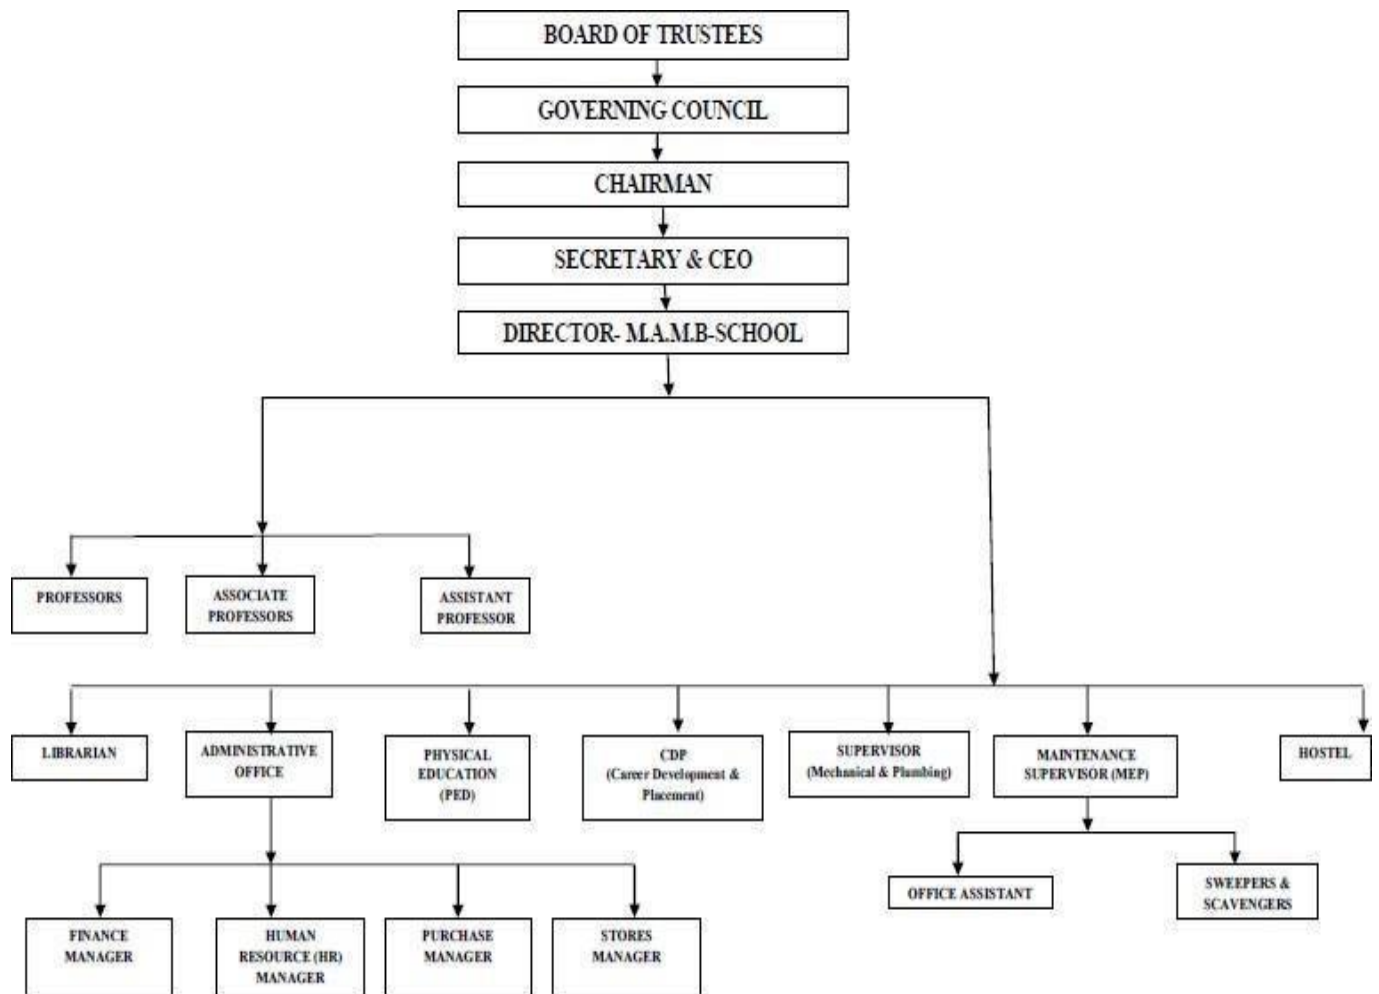 BOARD OF TRUSTEES
GOVERNING COUNCIL
CHAIRMAN
SECRETARY & CEO
DIRECTOR- M.A.M.B-SCHOOL
PROFESSORS
ASSOCIATE
PROFESSORS
ASSISTANT
PROFESSOR
LIBRARIAN
ADMINISTRATIVE
OFFICE
PHYSICAL
EDUCATION
(PED)
CDP
(Career Development &
Placement)
SUPERVISOR
(Mechanical & Plumbing)
MAINTENANCE
SUPERVISOR (MEP)
HOSTEL
OFFICE ASSISTANT
SWEEPERS &
SCAVENGERS
FINANCE
MANAGER
HUMAN
RESOURCE (HR)
MANAGER
PURCHASE
MANAGER
STORES
MANAGER